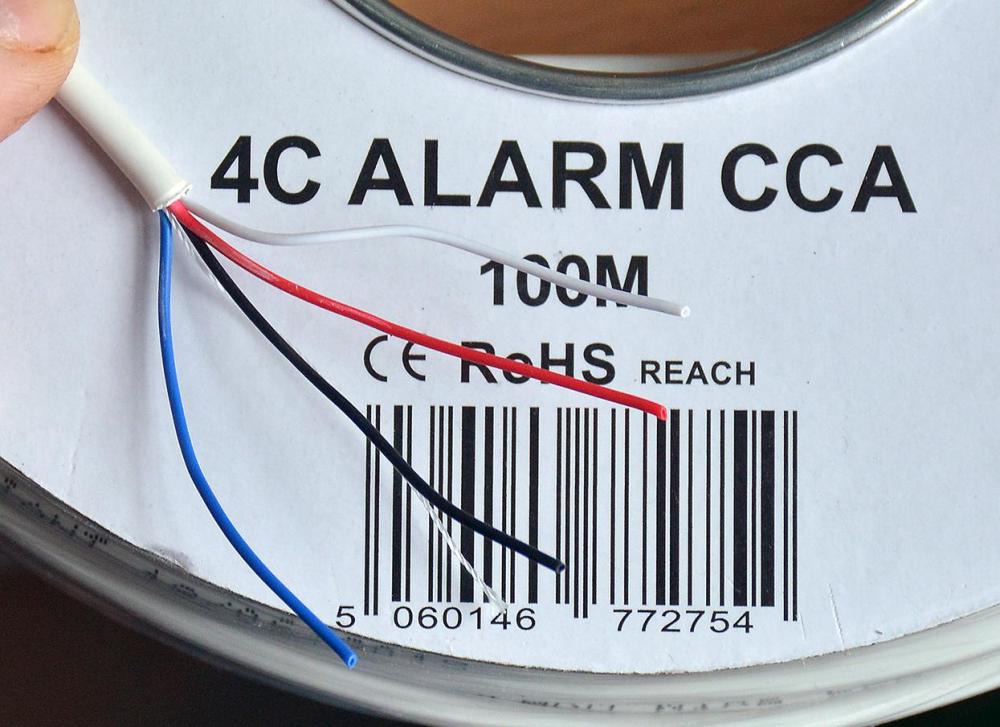 4C ALARM CCA
100M
CE RoHS REACH
5 060146 772754